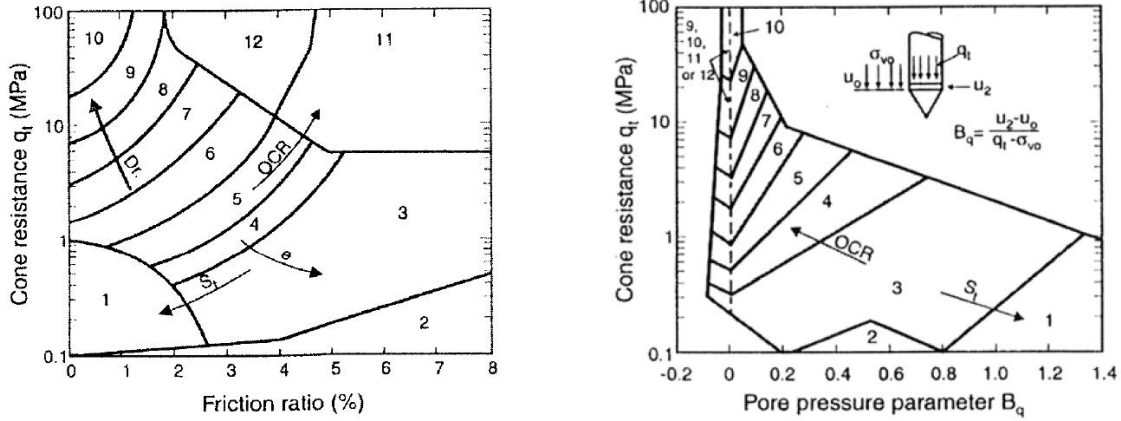 100
10
1
0.1
Cone resistance qt (MPa)
0 1 2 3 4 5 6 7 8
Friction ratio (%)
10
9
8
7
6
5
4
3
2
1
12
11
Dr.
OCR
St
e
100
10
1
0.1
Cone resistance qt (MPa)
-0.2 0 0.2 0.4 0.6 0.8 1.0 1.2 1.4
Pore pressure parameter Bq
9,
10,
11
or 12
10
9
8
7
6
5
4
3
2
1
OCR
St
σvo
qt
uo
u2
Bq= u2-uo
qt-σvo